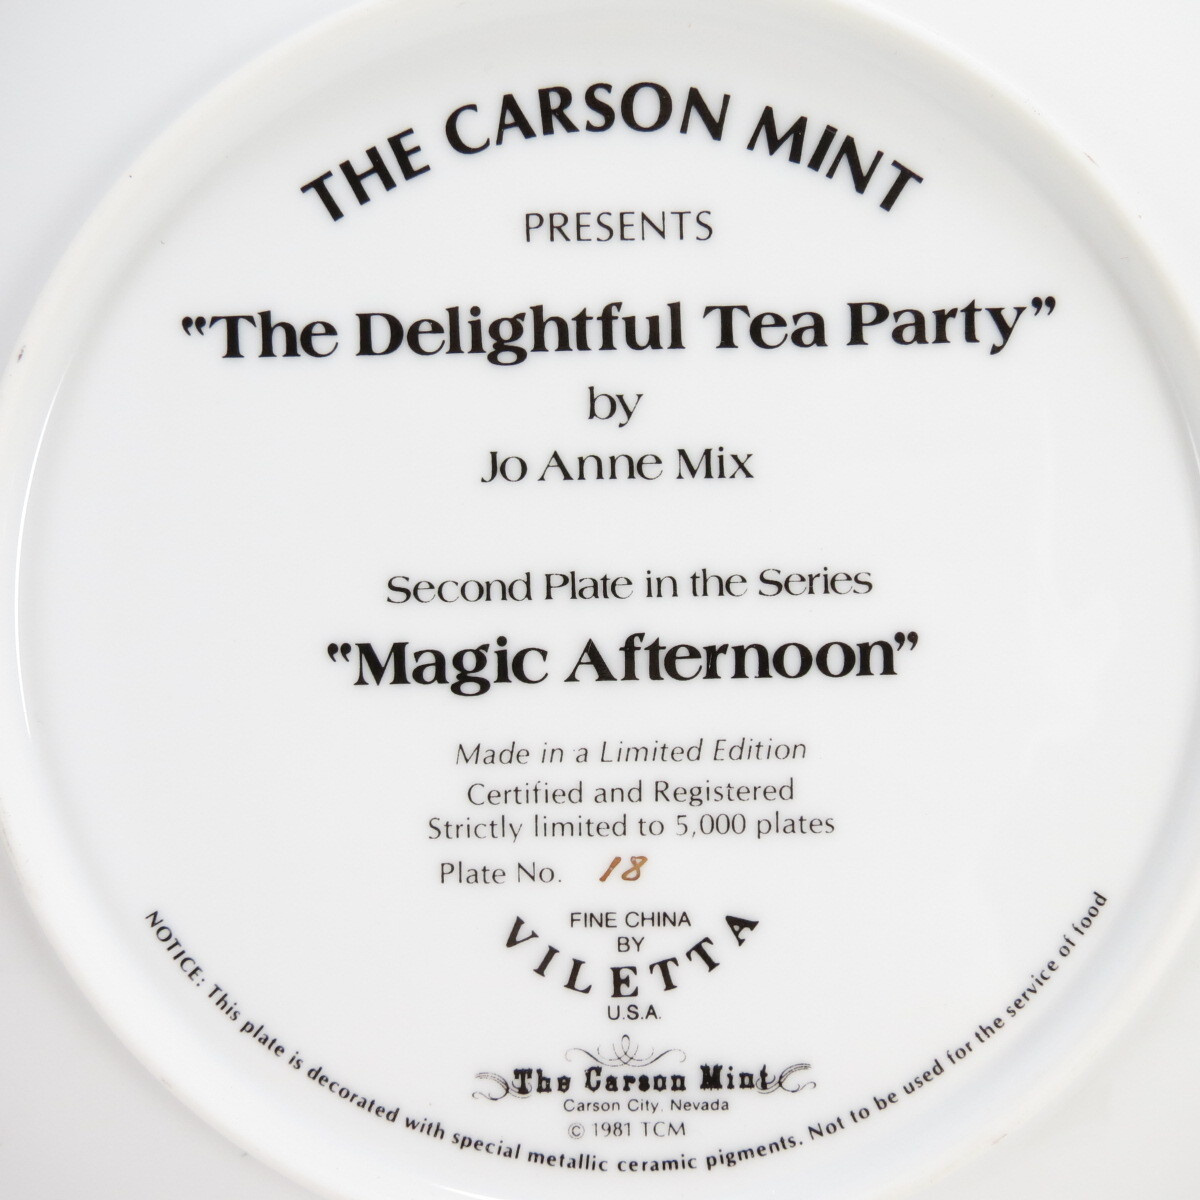 THE CARSON MINT
PRESENTS
"The Delightful Tea Party"
by
Jo Anne Mix
Second Plate in the Series
"Magic Afternoon"
Made in a Limited Edition
Certified and Registered
Strictly limited to 5,000 plates
Plate No. 18
FINE CHINA
BY
VILETTA
U.S.A.
The Carson Mint
Carson City, Nevada
© 1981 TCM
NOTICE: This plate is decorated with special metallic ceramic pigments. Not to be used for the service of food